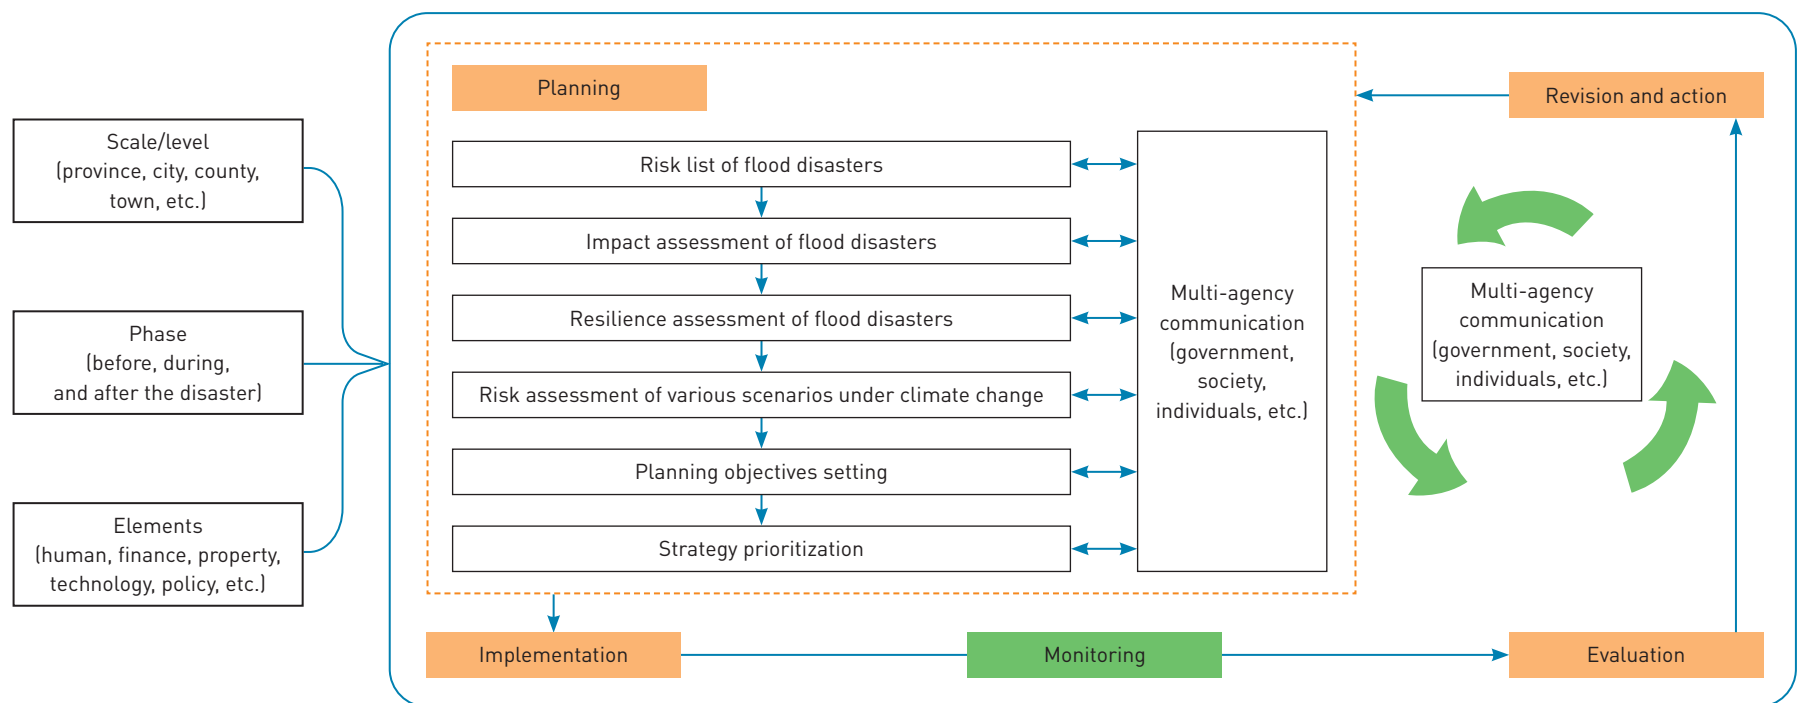 Scale/level
(province, city, county,
town, etc.)
Phase
(before, during,
and after the disaster)
Elements
(human, finance, property,
technology, policy, etc.)
Planning
Risk list of flood disasters
Impact assessment of flood disasters
Resilience assessment of flood disasters
Risk assessment of various scenarios under climate change
Planning objectives setting
Strategy prioritization
Multi-agency
communication
(government,
society,
individuals, etc.)
Revision and action
Multi-agency
communication
(government, society,
individuals, etc.)
Implementation
Monitoring
Evaluation